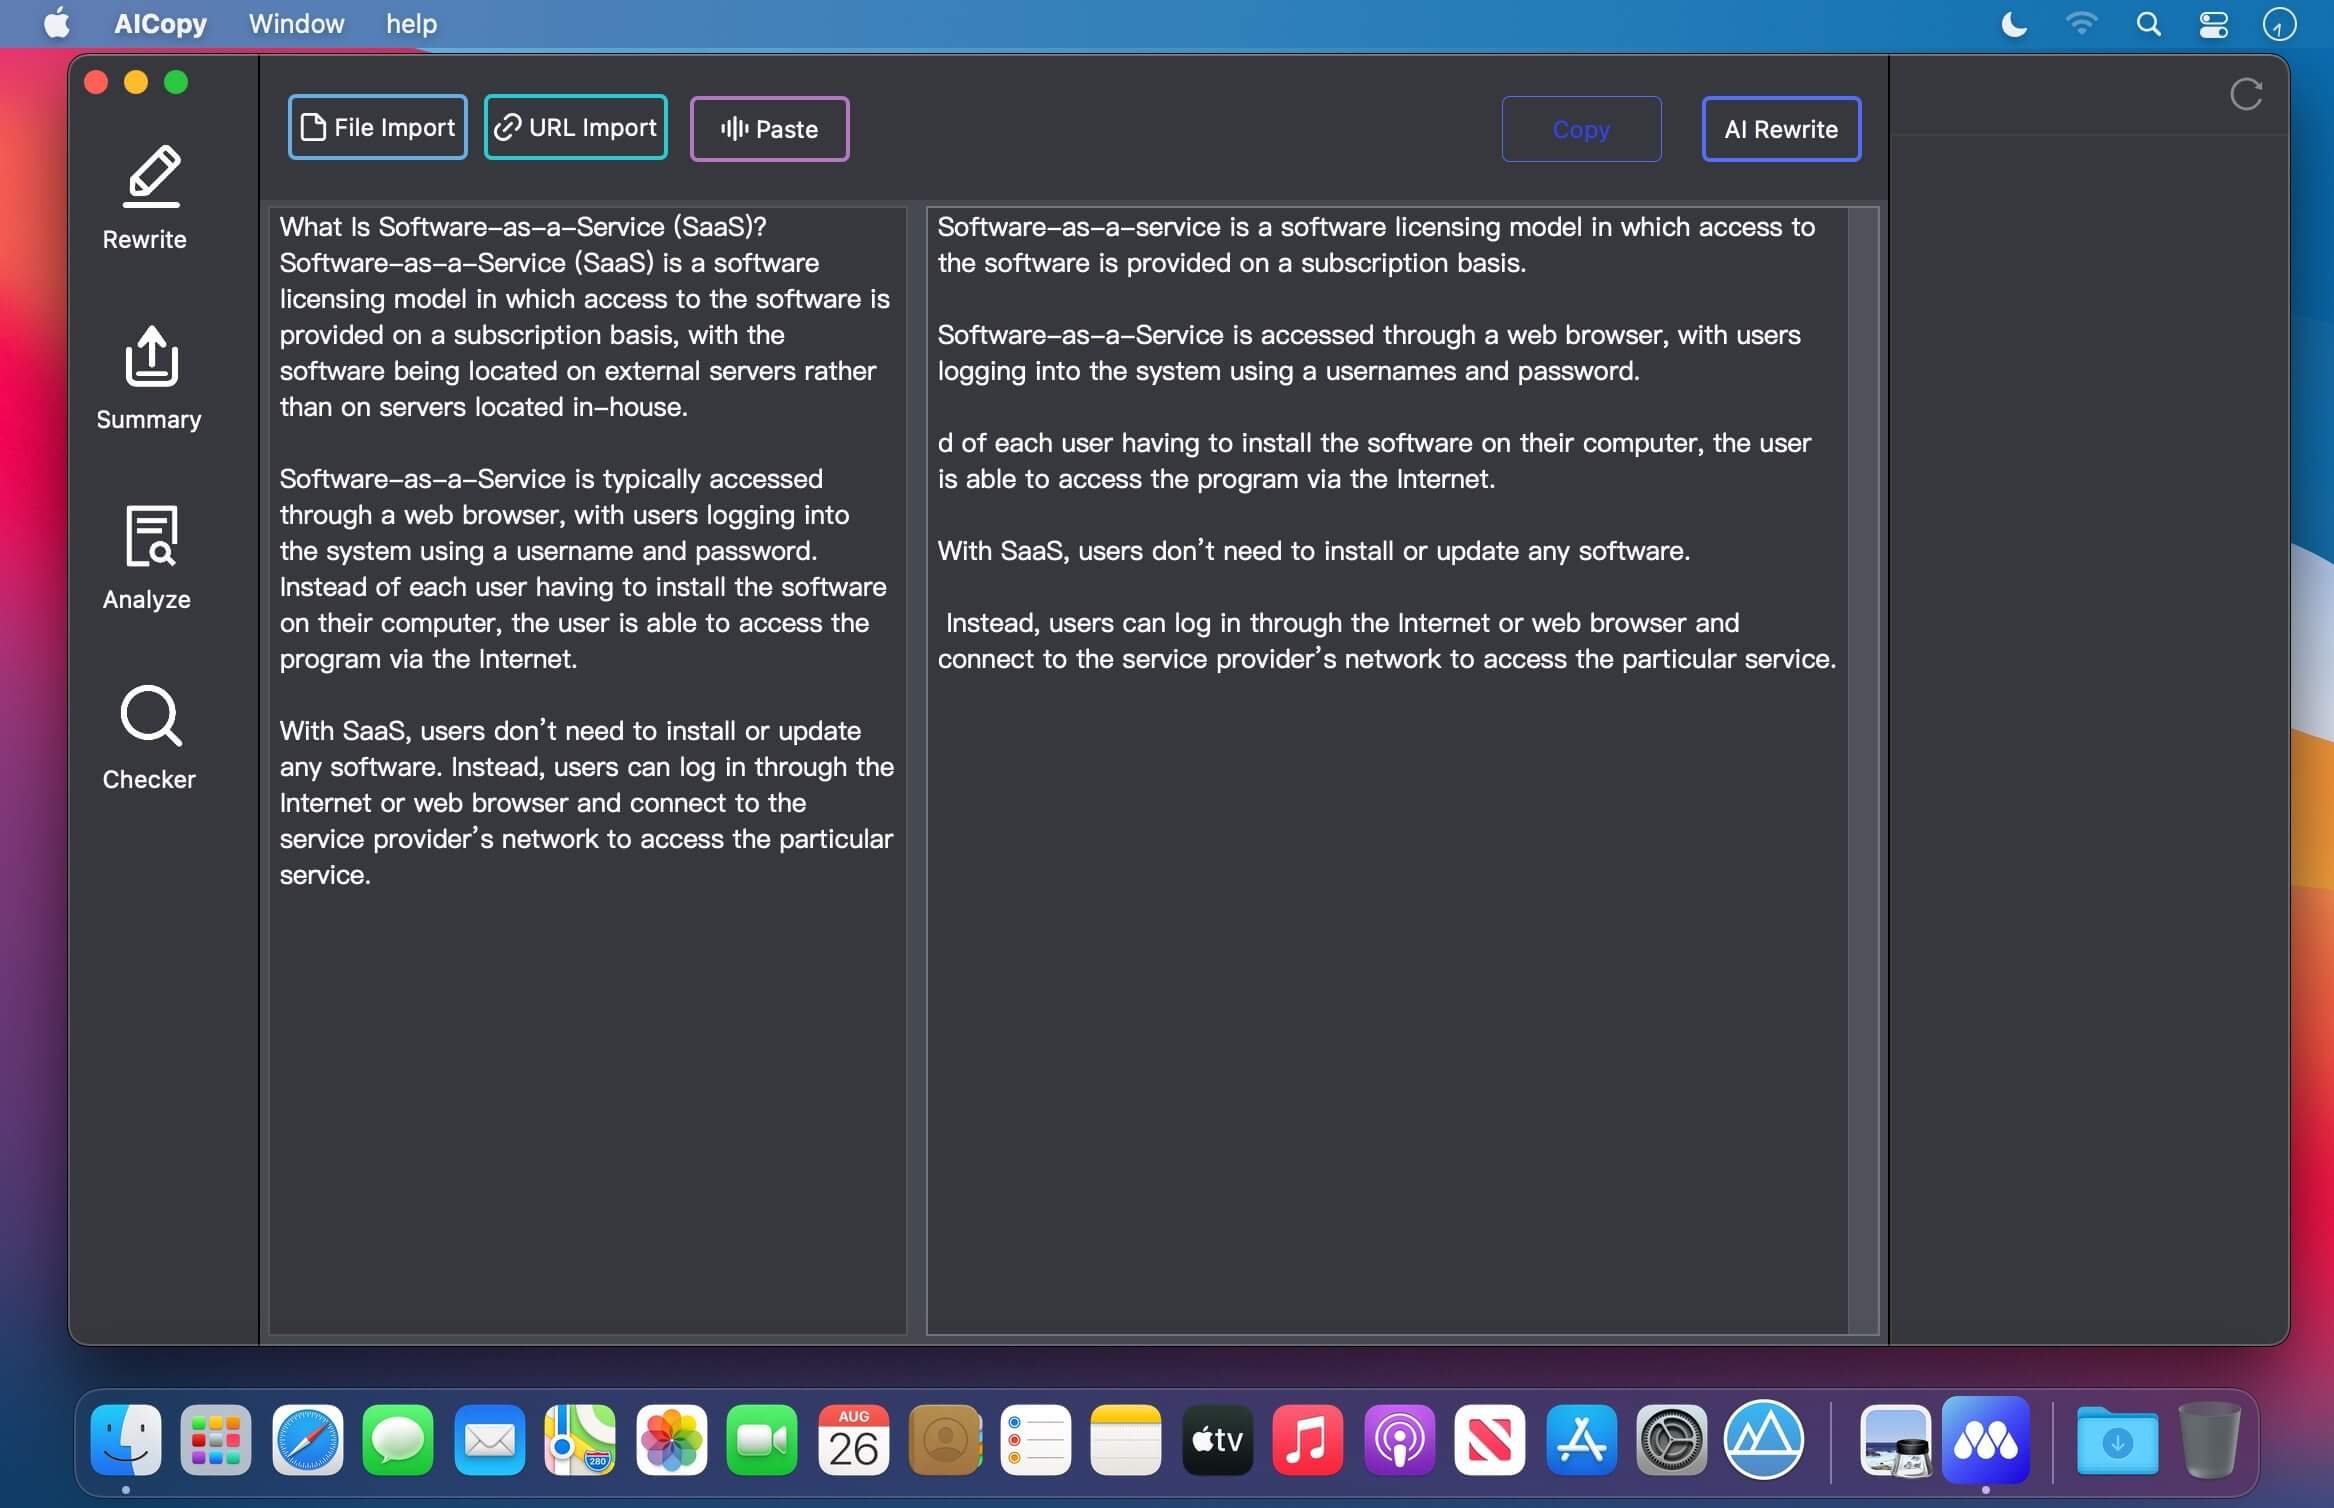 AICopy Window help
File Import URL Import Paste Copy AI Rewrite
Rewrite
Summary
Analyze
Checker
What Is Software-as-a-Service (SaaS)?
Software-as-a-Service (SaaS) is a software
licensing model in which access to the software is
provided on a subscription basis, with the
software being located on external servers rather
than on servers located in-house.
Software-as-a-Service is typically accessed
through a web browser, with users logging into
the system using a username and password.
Instead of each user having to install the software
on their computer, the user is able to access the
program via the Internet.
With SaaS, users don’t need to install or update
any software. Instead, users can log in through the
Internet or web browser and connect to the
service provider’s network to access the particular
service.
Software-as-a-service is a software licensing model in which access to
the software is provided on a subscription basis.
Software-as-a-Service is accessed through a web browser, with users
logging into the system using a usernames and password.
d of each user having to install the software on their computer, the user
is able to access the program via the Internet.
With SaaS, users don’t need to install or update any software.
Instead, users can log in through the Internet or web browser and
connect to the service provider’s network to access the particular service.
280
AUG
26
tv